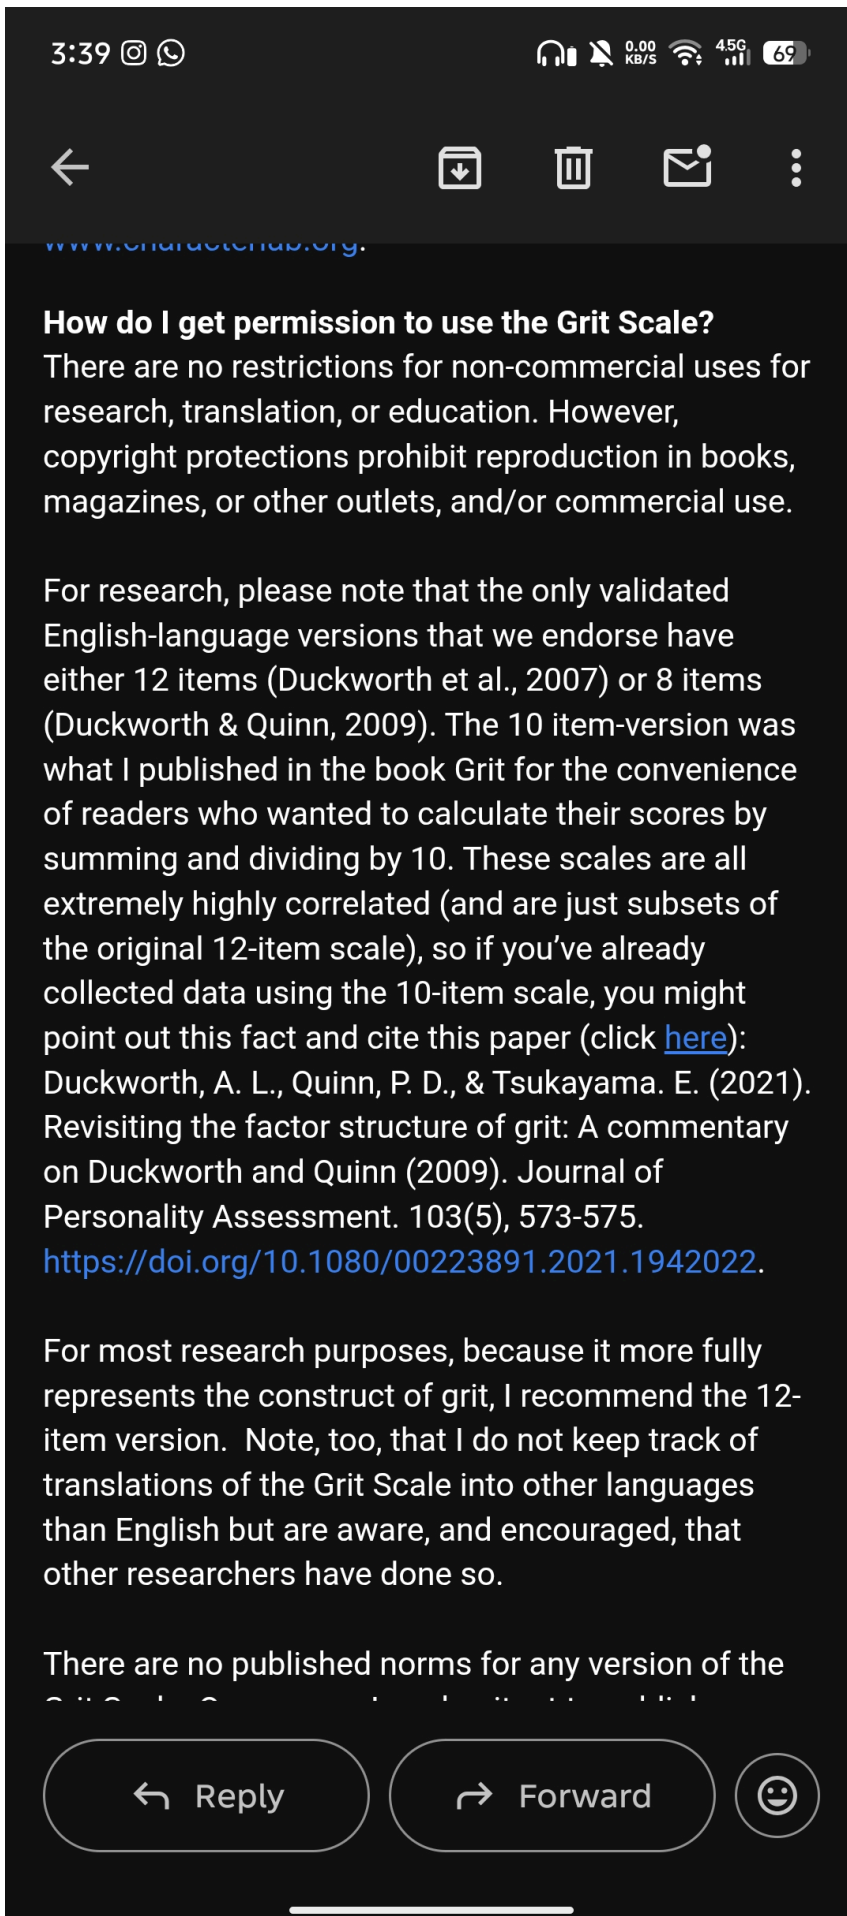 3:39
0.00
KB/S
4.5G
69
www.characterlab.org.
How do I get permission to use the Grit Scale?
There are no restrictions for non-commercial uses for
research, translation, or education. However,
copyright protections prohibit reproduction in books,
magazines, or other outlets, and/or commercial use.
For research, please note that the only validated
English-language versions that we endorse have
either 12 items (Duckworth et al., 2007) or 8 items
(Duckworth & Quinn, 2009). The 10 item-version was
what I published in the book Grit for the convenience
of readers who wanted to calculate their scores by
summing and dividing by 10. These scales are all
extremely highly correlated (and are just subsets of
the original 12-item scale), so if you’ve already
collected data using the 10-item scale, you might
point out this fact and cite this paper (click here):
Duckworth, A. L., Quinn, P. D., & Tsukayama. E. (2021).
Revisiting the factor structure of grit: A commentary
on Duckworth and Quinn (2009). Journal of
Personality Assessment. 103(5), 573-575.
https://doi.org/10.1080/00223891.2021.1942022.
For most research purposes, because it more fully
represents the construct of grit, I recommend the 12-
item version.  Note, too, that I do not keep track of
translations of the Grit Scale into other languages
than English but are aware, and encouraged, that
other researchers have done so.
There are no published norms for any version of the
Reply
Forward